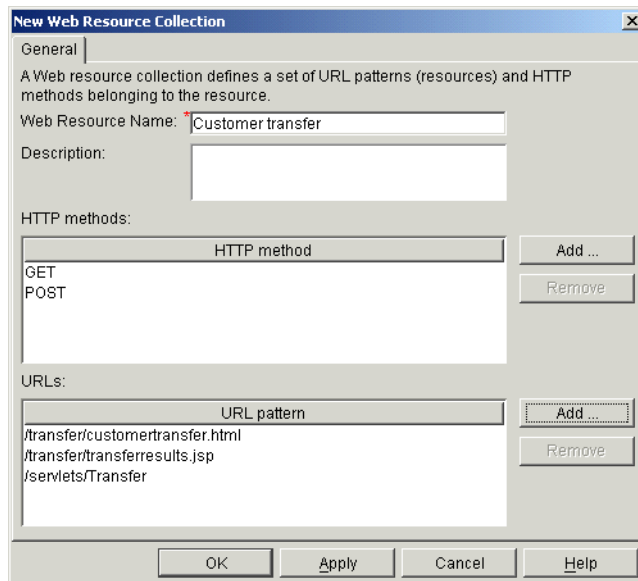 New Web Resource Collection
General
A Web resource collection defines a set of URL patterns (resources) and HTTP
methods belonging to the resource.
Web Resource Name: *Customer transfer
Description:
HTTP methods:
HTTP method
Add ...
GET
Remove
POST
URLs:
URL pattern
Add ...
/transfer/customertransfer.html
/transfer/transferresults.jsp
Remove
/servlets/Transfer
OK Apply Cancel Help